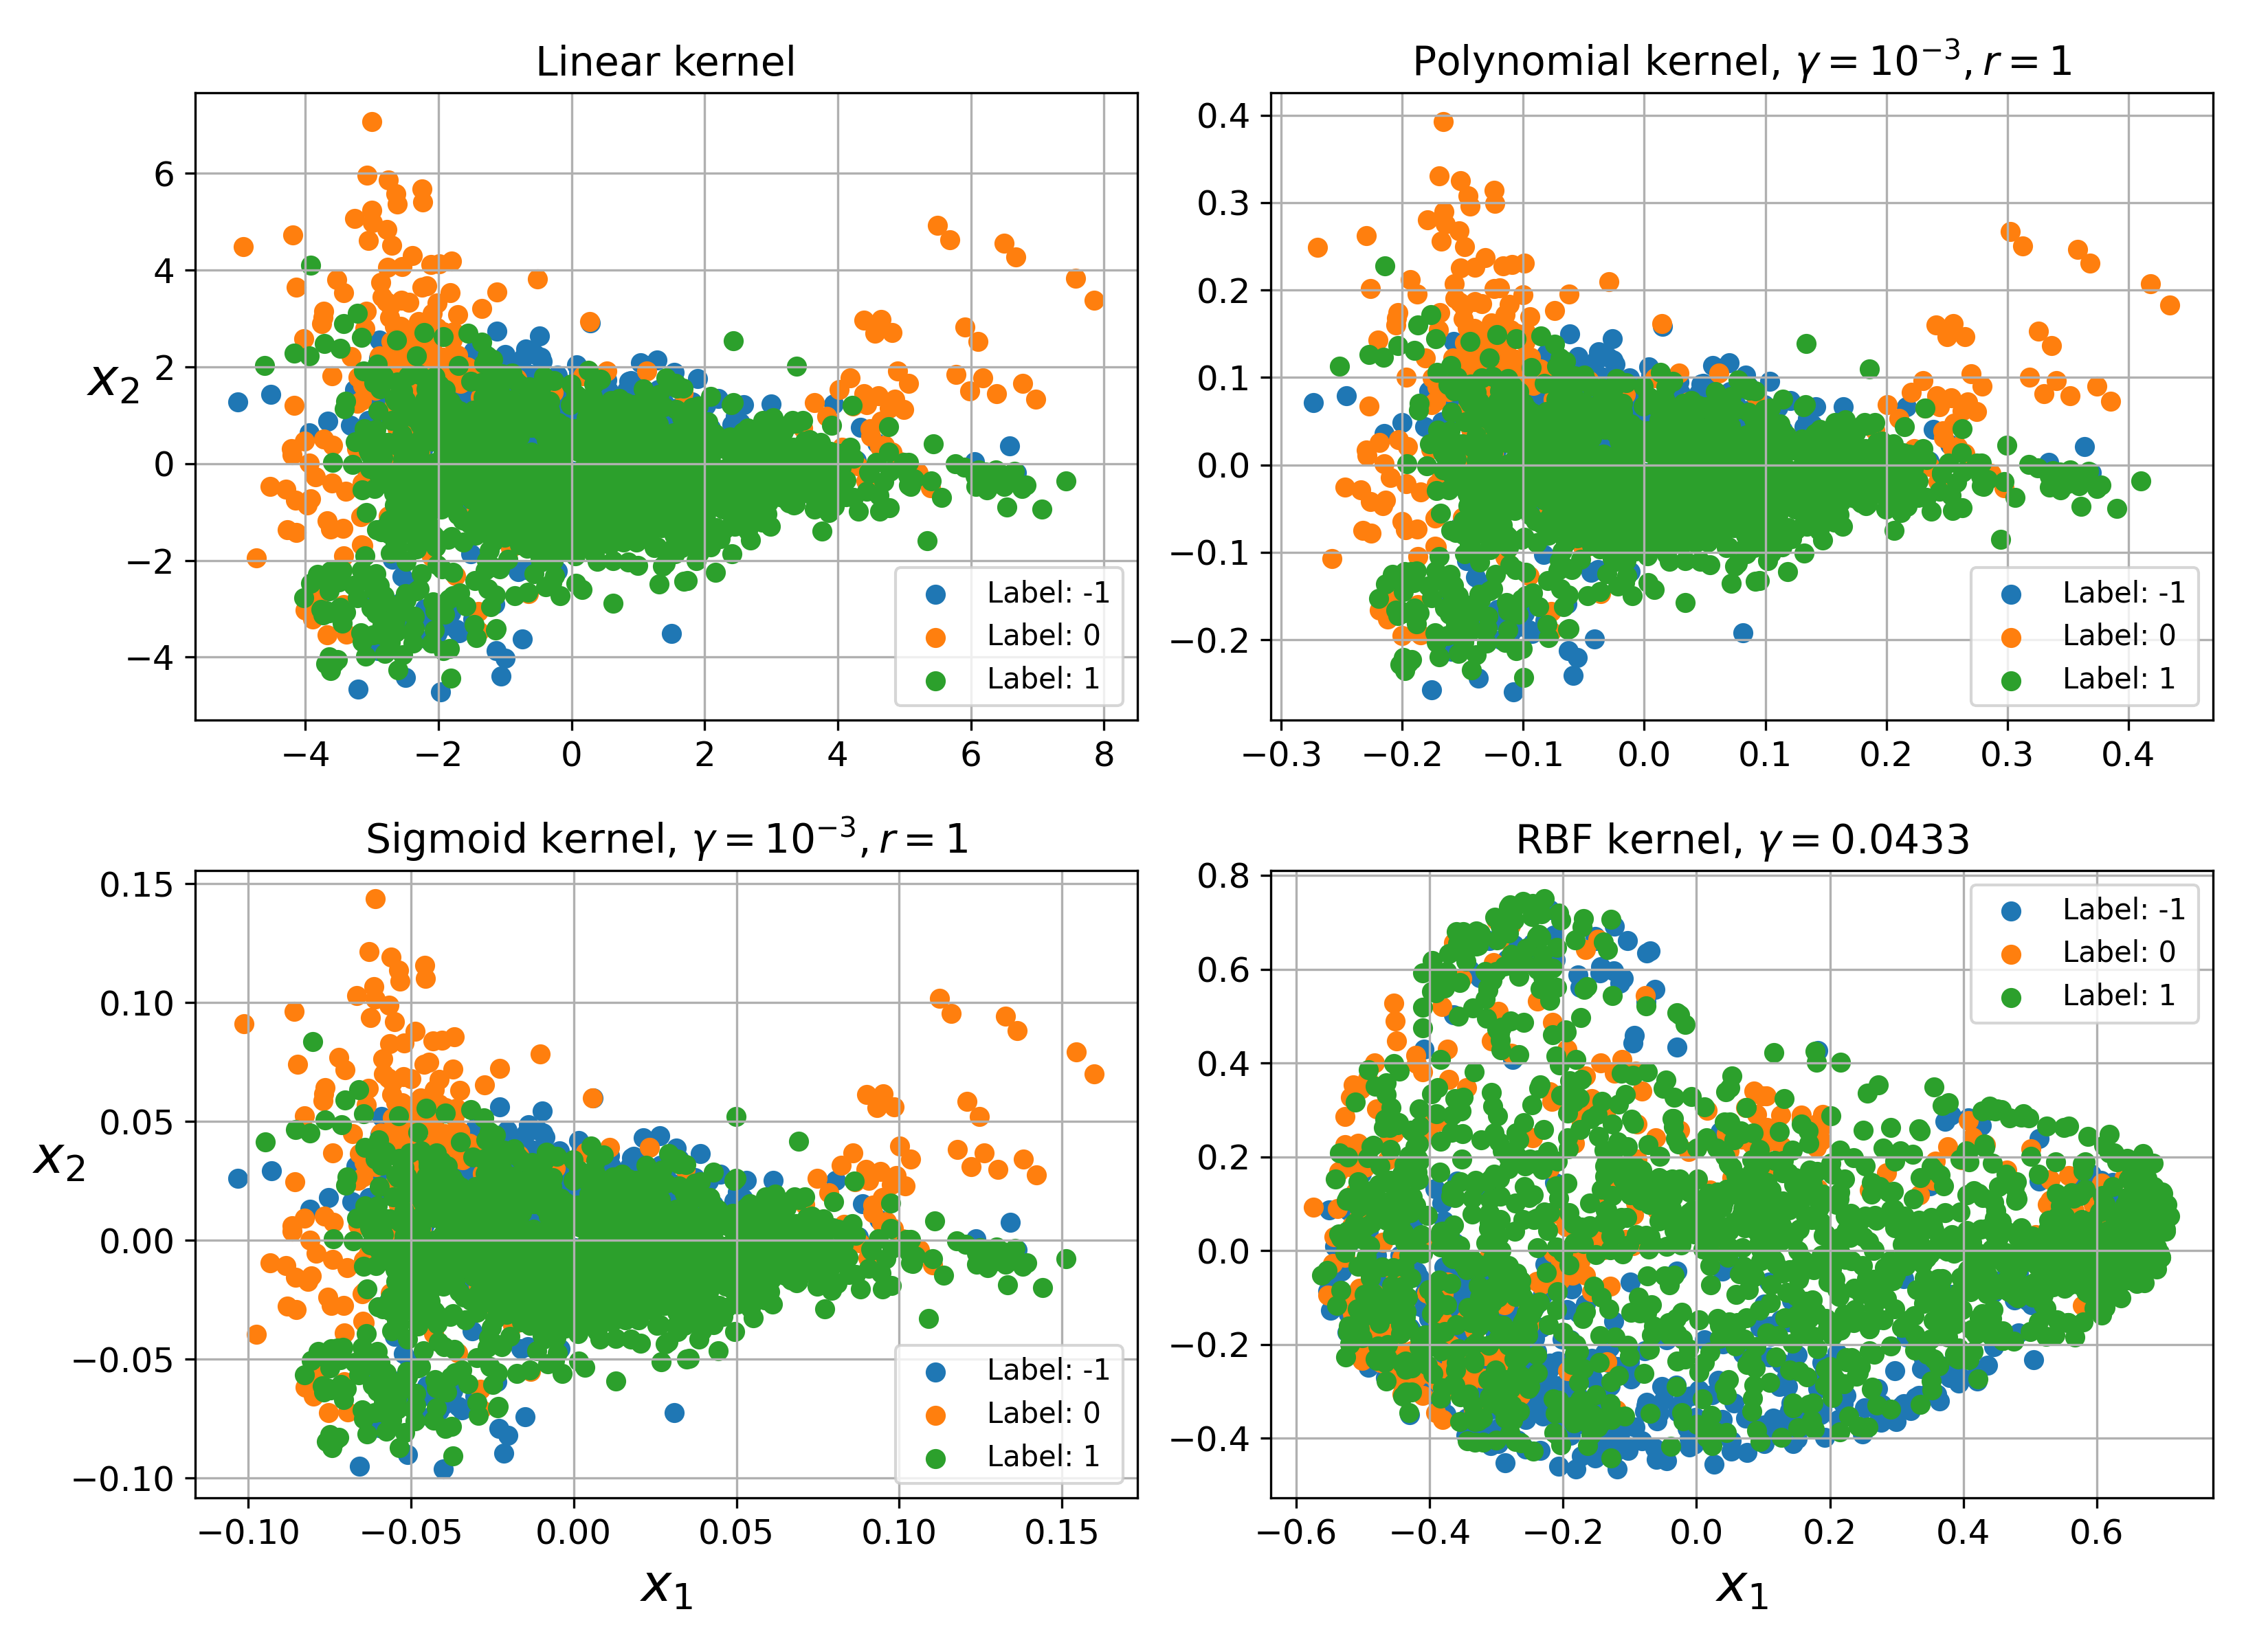 Linear kernel
6
4
2
0
−2
−4
x₂
−4 −2 0 2 4 6 8
Label: -1
Label: 0
Label: 1
Polynomial kernel, γ = 10⁻³, r = 1
0.4
0.3
0.2
0.1
0.0
−0.1
−0.2
−0.3 −0.2 −0.1 0.0 0.1 0.2 0.3 0.4
Label: -1
Label: 0
Label: 1
Sigmoid kernel, γ = 10⁻³, r = 1
0.15
0.10
0.05
0.00
−0.05
−0.10
x₂
−0.10 −0.05 0.00 0.05 0.10 0.15
x₁
Label: -1
Label: 0
Label: 1
RBF kernel, γ = 0.0433
0.8
0.6
0.4
0.2
0.0
−0.2
−0.4
−0.6 −0.4 −0.2 0.0 0.2 0.4 0.6
x₁
Label: -1
Label: 0
Label: 1